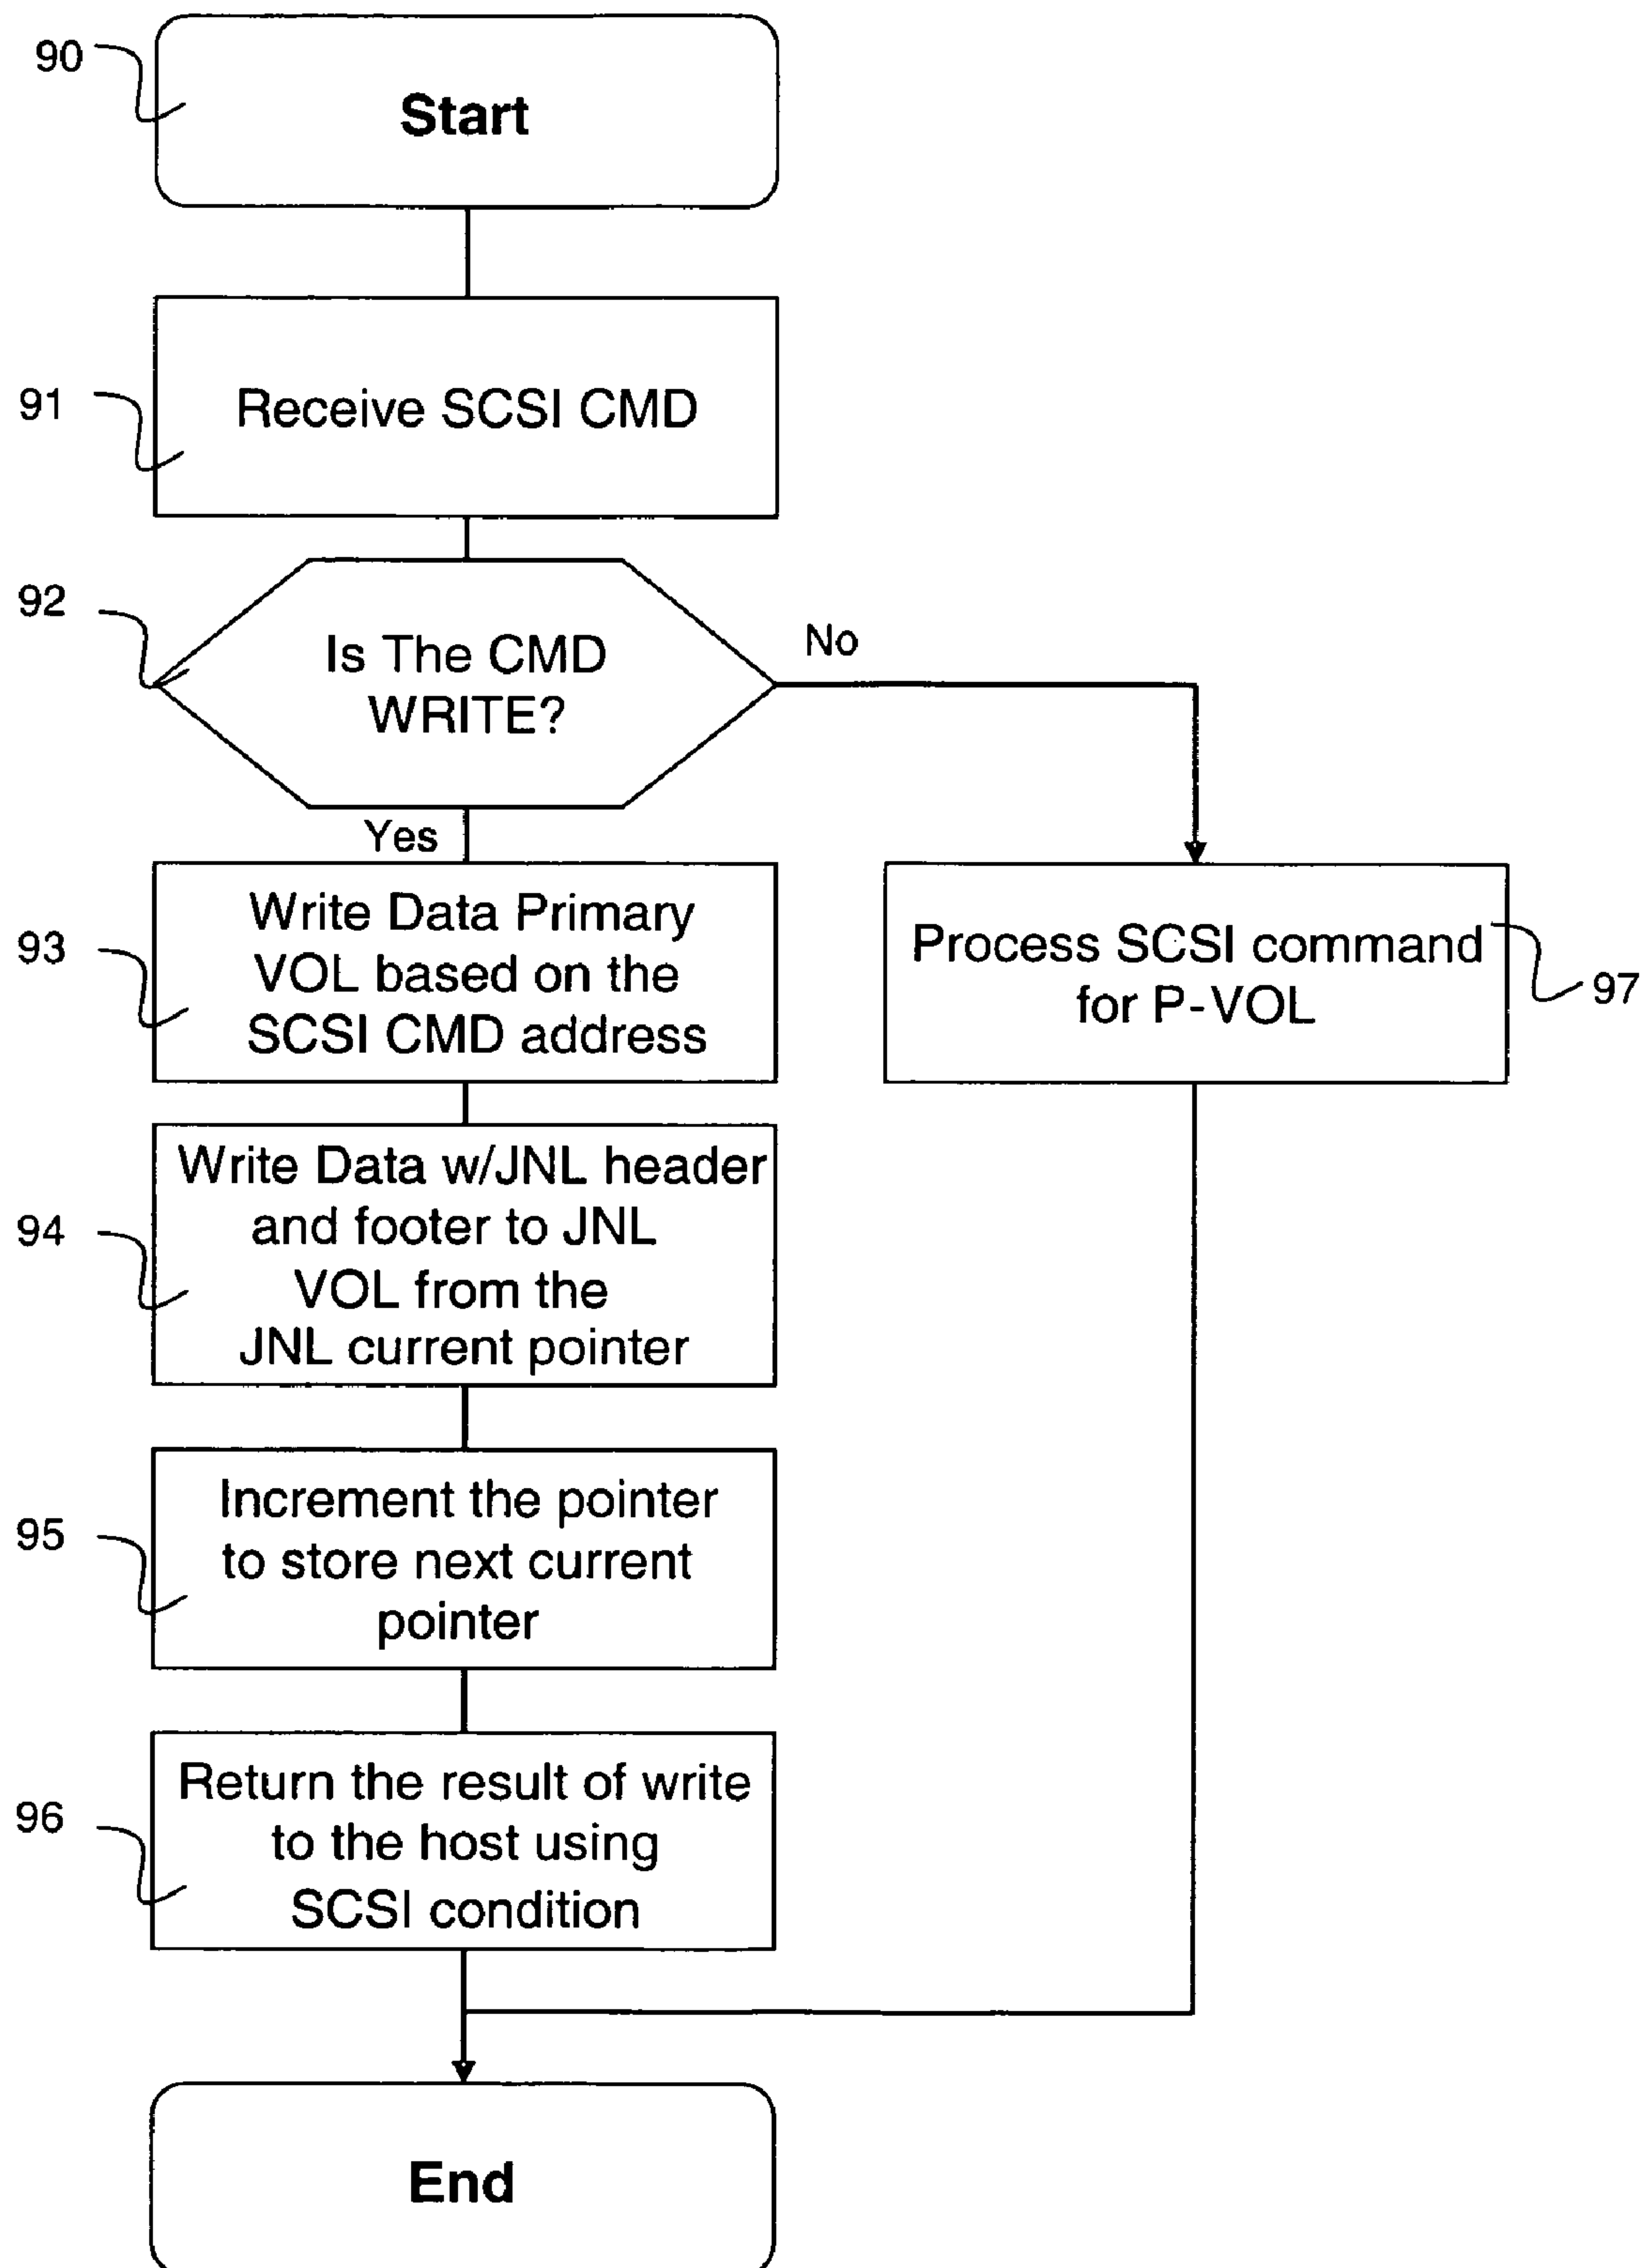 90
Start
91
Receive SCSI CMD
92
Is The CMD
WRITE?
No
Yes
93
Write Data Primary
VOL based on the
SCSI CMD address
Process SCSI command
for P-VOL
97
94
Write Data w/JNL header
and footer to JNL
VOL from the
JNL current pointer
95
Increment the pointer
to store next current
pointer
96
Return the result of write
to the host using
SCSI condition
End